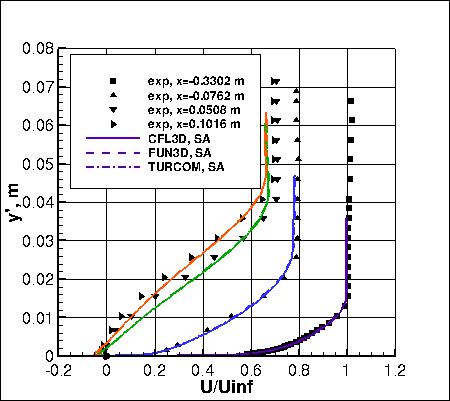 0.08
0.07
0.06
0.05
0.04
0.03
0.02
0.01
0
y', m
exp, x=-0.3302 m
exp, x=-0.0762 m
exp, x=0.0508 m
exp, x=0.1016 m
CFL3D, SA
FUN3D, SA
TURCOM, SA
-0.2 0 0.2 0.4 0.6 0.8 1 1.2
U/Uinf